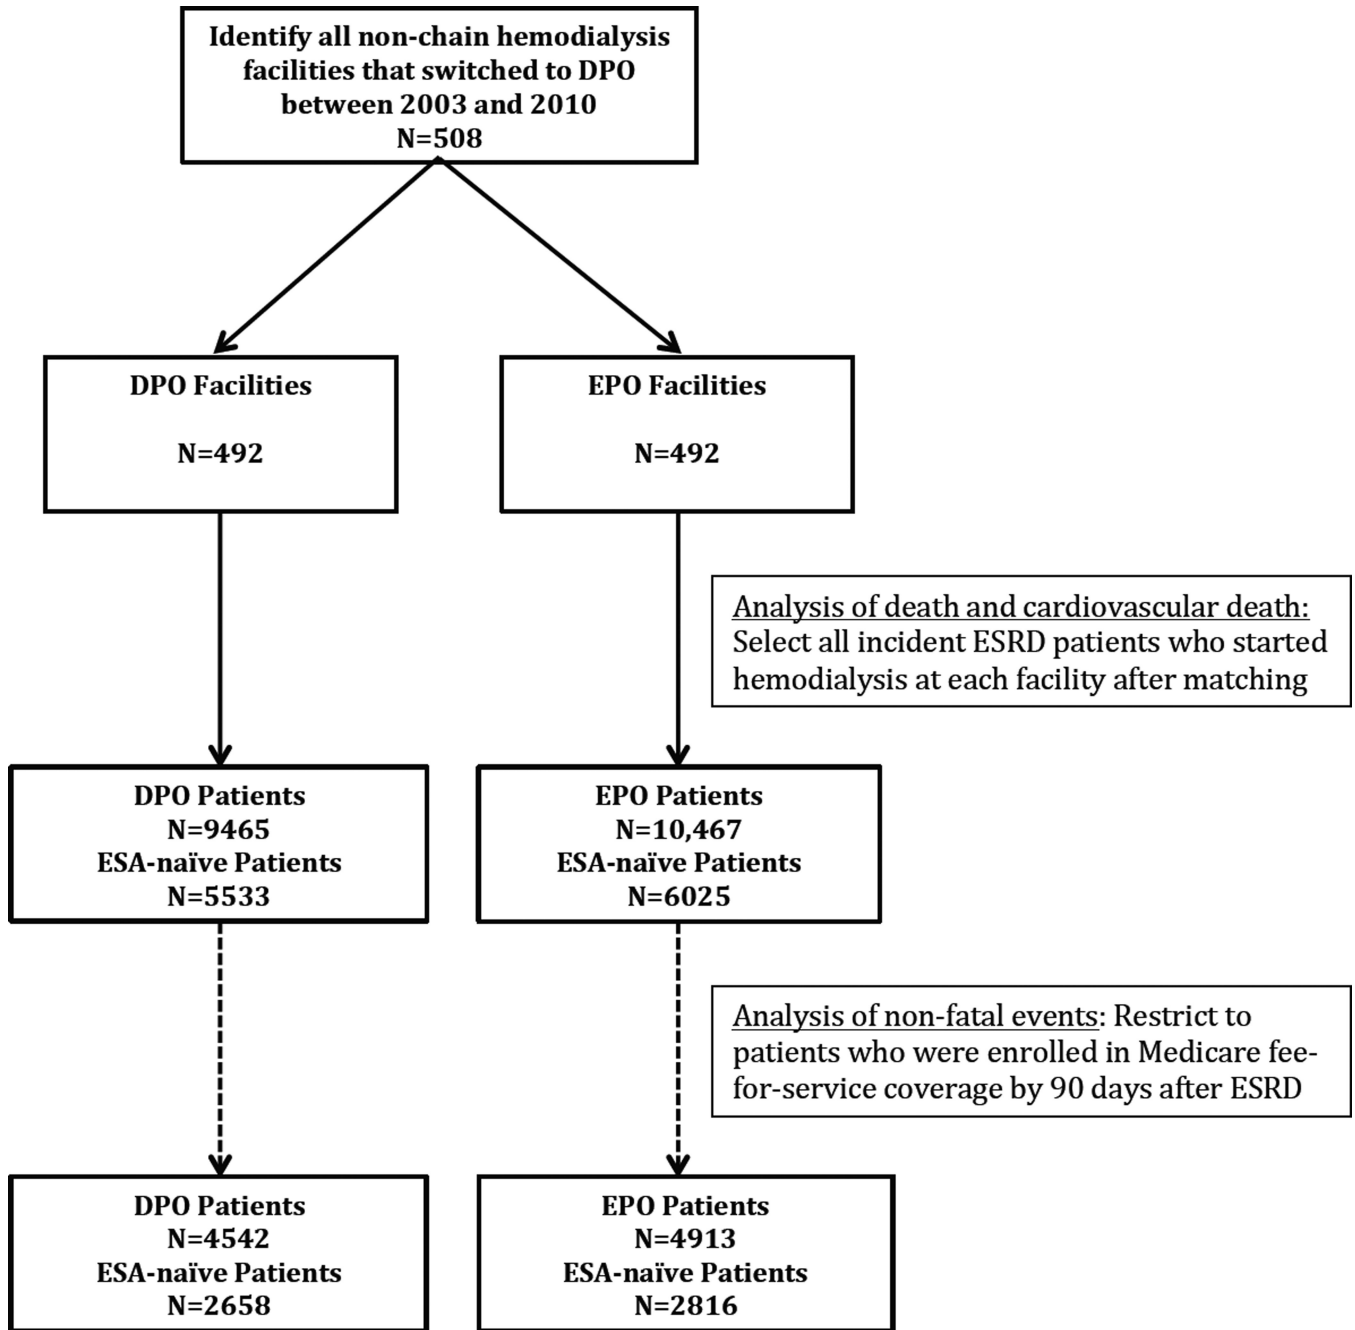 Identify all non-chain hemodialysis
facilities that switched to DPO
between 2003 and 2010
N=508
DPO Facilities
N=492
EPO Facilities
N=492
Analysis of death and cardiovascular death:
Select all incident ESRD patients who started
hemodialysis at each facility after matching
DPO Patients
N=9465
ESA-naïve Patients
N=5533
EPO Patients
N=10,467
ESA-naïve Patients
N=6025
Analysis of non-fatal events: Restrict to
patients who were enrolled in Medicare fee-
for-service coverage by 90 days after ESRD
DPO Patients
N=4542
ESA-naïve Patients
N=2658
EPO Patients
N=4913
ESA-naïve Patients
N=2816